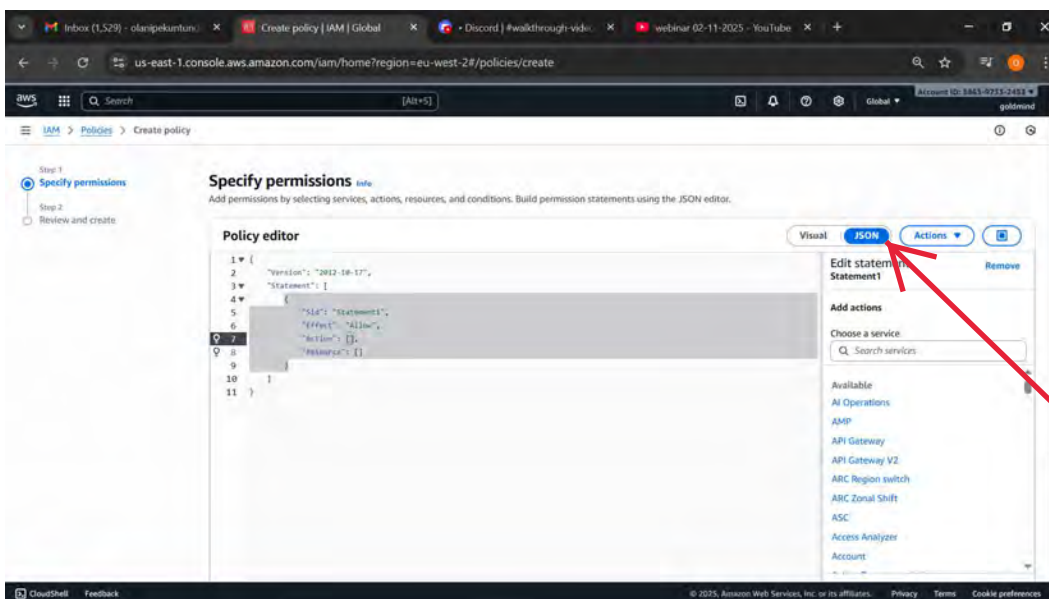 Inbox (1,529) - olanipekuntun
Create policy | IAM | Global
• Discord | #walkthrough-vide
webinar 02-11-2025 - YouTube
us-east-1.console.aws.amazon.com/iam/home?region=eu-west-2#/policies/create
aws
Search
[Alt+S]
Global
goldmind
IAM > Policies > Create policy
Step 1
Specify permissions
Step 2
Review and create
Specify permissions Info
Add permissions by selecting services, actions, resources, and conditions. Build permission statements using the JSON editor.
Policy editor
Visual JSON Actions
1 {
2 "Version": "2012-10-17",
3 "Statement": [
4 {
5 "Sid": "Statement1",
6 "Effect": "Allow",
7 "Action": [],
8 "Resource": []
9 }
10 ]
11 }
Edit statement
Remove
Statement1
Add actions
Choose a service
Search services
Available
AI Operations
AMP
API Gateway
API Gateway V2
ARC Region switch
ARC Zonal Shift
ASC
Access Analyzer
Account
CloudShell Feedback
© 2025, Amazon Web Services, Inc. or its affiliates. Privacy Terms Cookie preferences